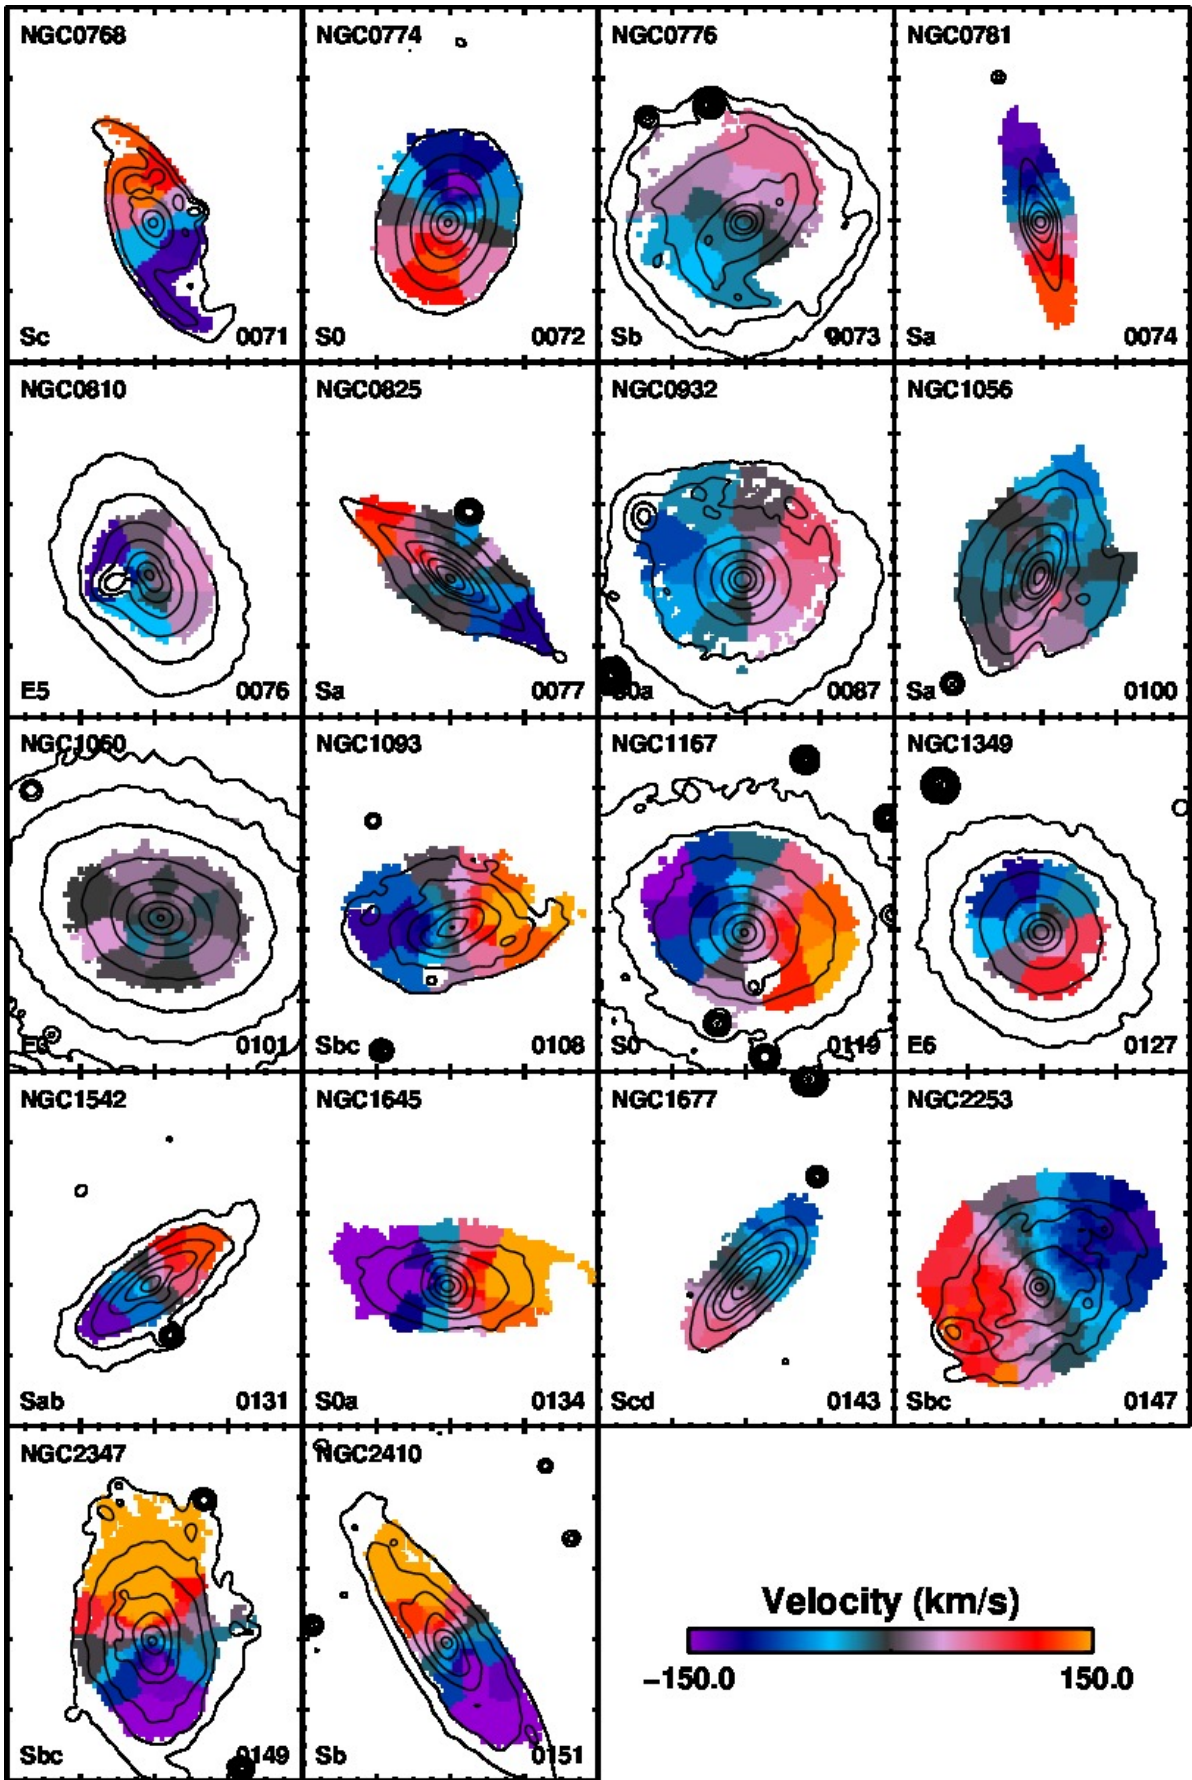 NGC0768 NGC0774 NGC0776 NGC0781
Sc 0071 S0 0072 Sb 0073 Sa 0074
NGC0810 NGC0825 NGC0932 NGC1056
E5 0076 Sa 0077 S0a 0087 Sa 0100
NGC1060 NGC1093 NGC1167 NGC1349
0101 Sbc 0108 S0 0119 E6 0127
NGC1542 NGC1645 NGC1677 NGC2253
Sab 0131 S0a 0134 Scd 0143 Sbc 0147
NGC2347 NGC2410
Sbc 0149 Sb 0151
Velocity (km/s)
−150.0 150.0